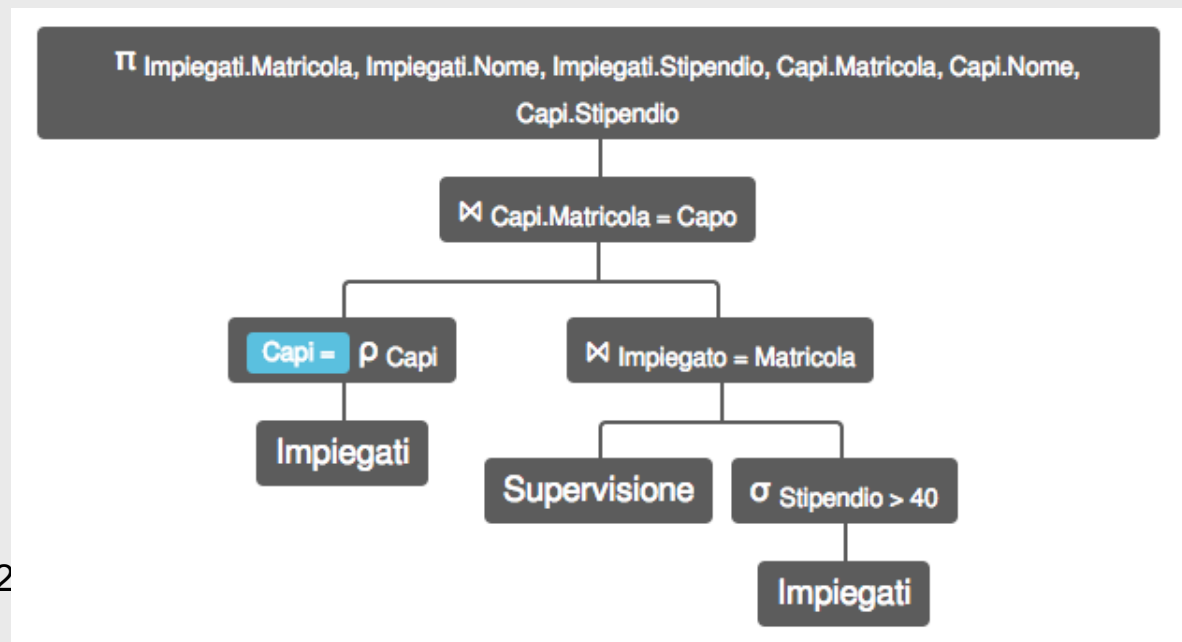 π Impiegati.Matricola, Impiegati.Nome, Impiegati.Stipendio, Capi.Matricola, Capi.Nome,
Capi.Stipendio
⋈ Capi.Matricola = Capo
Capi = ρ Capi
⋈ Impiegato = Matricola
Impiegati
Supervisione
σ Stipendio > 40
Impiegati
2